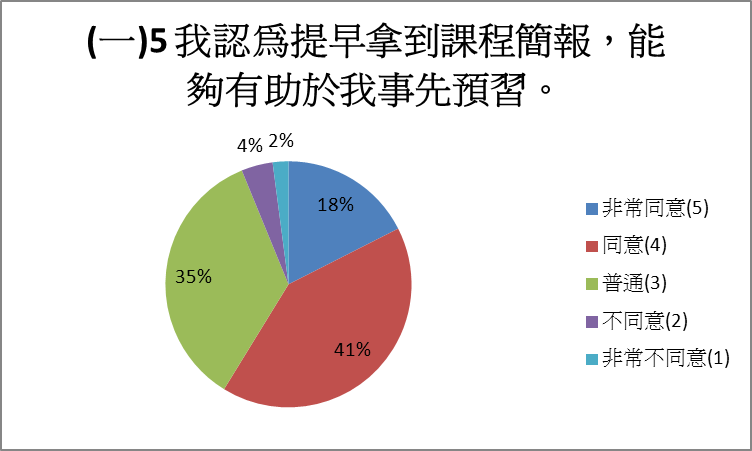 (一)5 我認為提早拿到課程簡報，能
夠有助於我事先預習。
2%
4%
18%
35%
41%
非常同意(5)
同意(4)
普通(3)
不同意(2)
非常不同意(1)